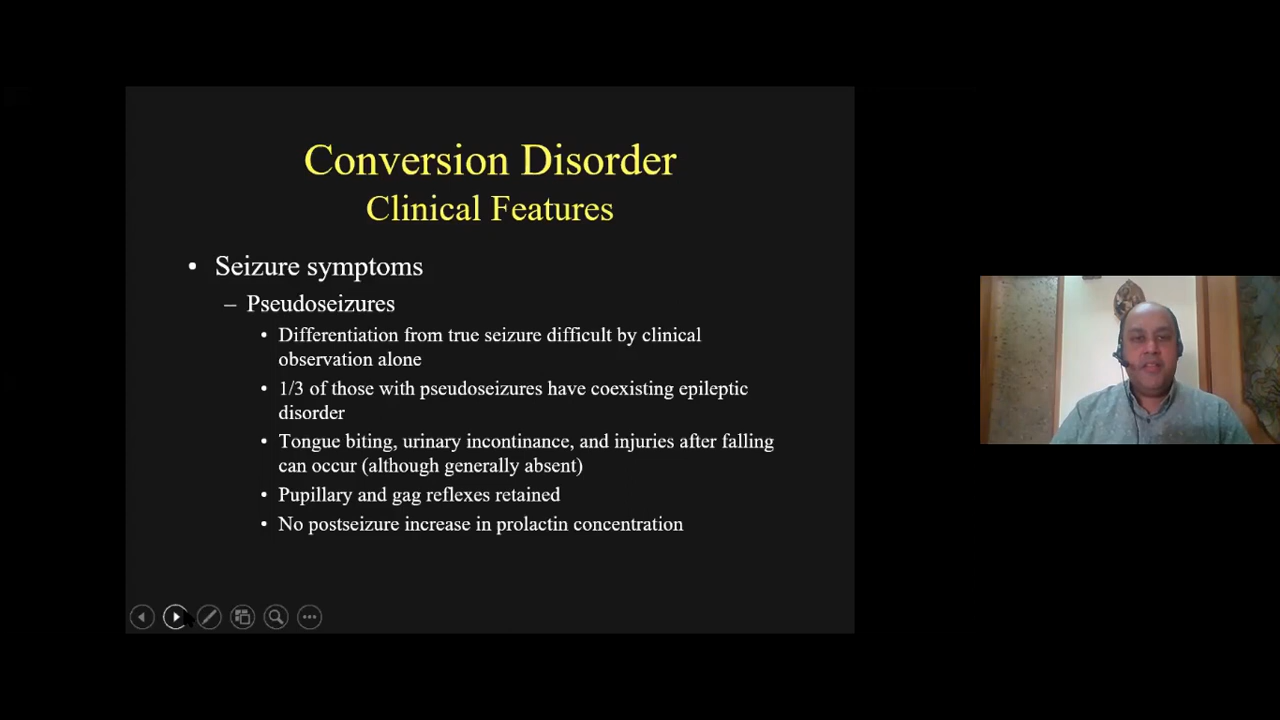 Conversion Disorder
Clinical Features
• Seizure symptoms
– Pseudoseizures
• Differentiation from true seizure difficult by clinical
observation alone
• 1/3 of those with pseudoseizures have coexisting epileptic
disorder
• Tongue biting, urinary incontinance, and injuries after falling
can occur (although generally absent)
• Pupillary and gag reflexes retained
• No postseizure increase in prolactin concentration